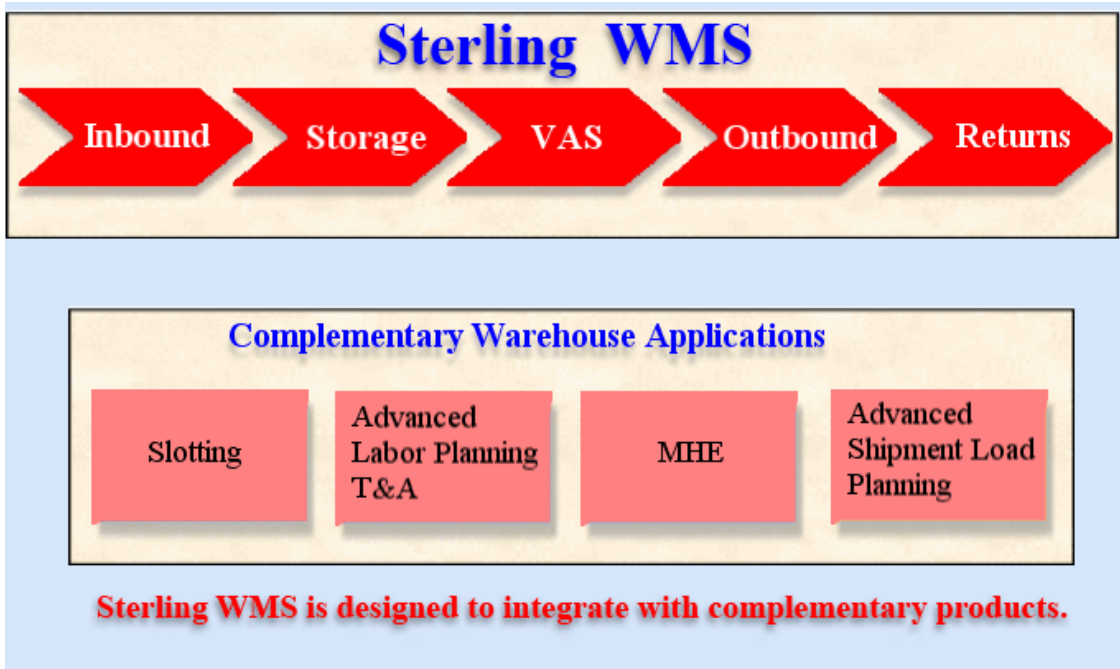 Sterling WMS
Inbound
Storage
VAS
Outbound
Returns
Complementary Warehouse Applications
Slotting
Advanced
Labor Planning
T&A
MHE
Advanced
Shipment Load
Planning
Sterling WMS is designed to integrate with complementary products.